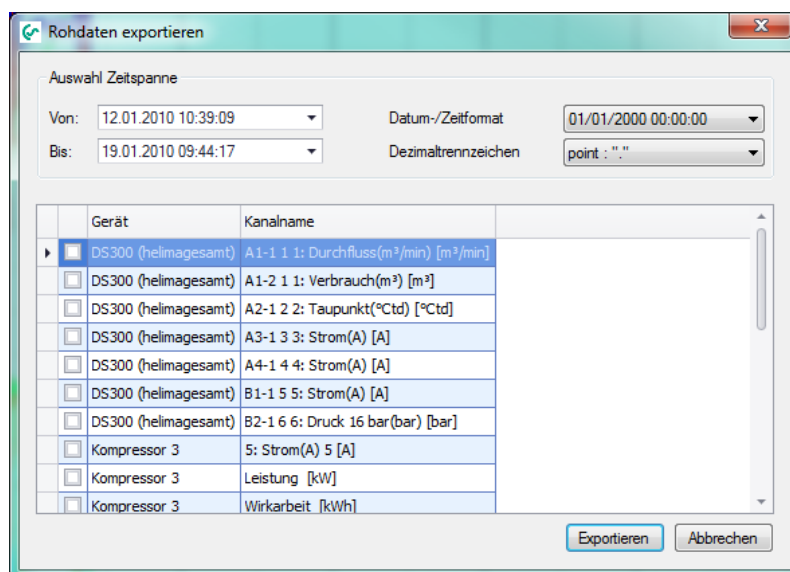 Rohdaten exportieren
Auswahl Zeitspanne
Von: 12.01.2010 10:39:09 Datum-/Zeitformat 01/01/2000 00:00:00
Bis: 19.01.2010 09:44:17 Dezimaltrennzeichen point : "."
Gerät Kanalname
DS300 (helimagesamt) A1-1 1 1: Durchfluss(m³/min) [m³/min]
DS300 (helimagesamt) A1-2 1 1: Verbrauch(m³) [m³]
DS300 (helimagesamt) A2-1 2 2: Taupunkt(°Ctd) [°Ctd]
DS300 (helimagesamt) A3-1 3 3: Strom(A) [A]
DS300 (helimagesamt) A4-1 4 4: Strom(A) [A]
DS300 (helimagesamt) B1-1 5 5: Strom(A) [A]
DS300 (helimagesamt) B2-1 6 6: Druck 16 bar(bar) [bar]
Kompressor 3 5: Strom(A) 5 [A]
Kompressor 3 Leistung [kW]
Kompressor 3 Wirkarbeit [kWh]
Exportieren Abbrechen